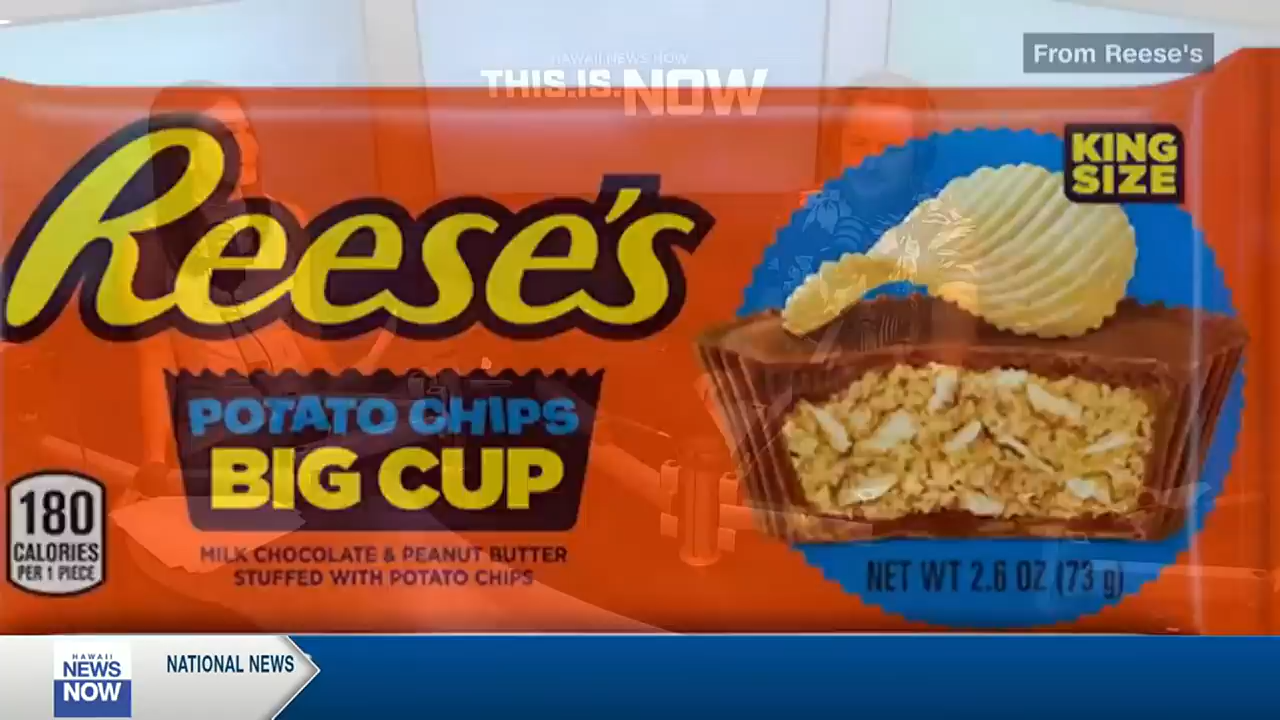 From Reese's
HAWAII NEWS NOW
THIS.IS.NOW
KING
SIZE
Reese's
POTATO CHIPS
BIG CUP
180
CALORIES
PER 1 PIECE
MILK CHOCOLATE & PEANUT BUTTER
STUFFED WITH POTATO CHIPS
NET WT 2.6 OZ (73 g)
HAWAII
NEWS
NOW
NATIONAL NEWS